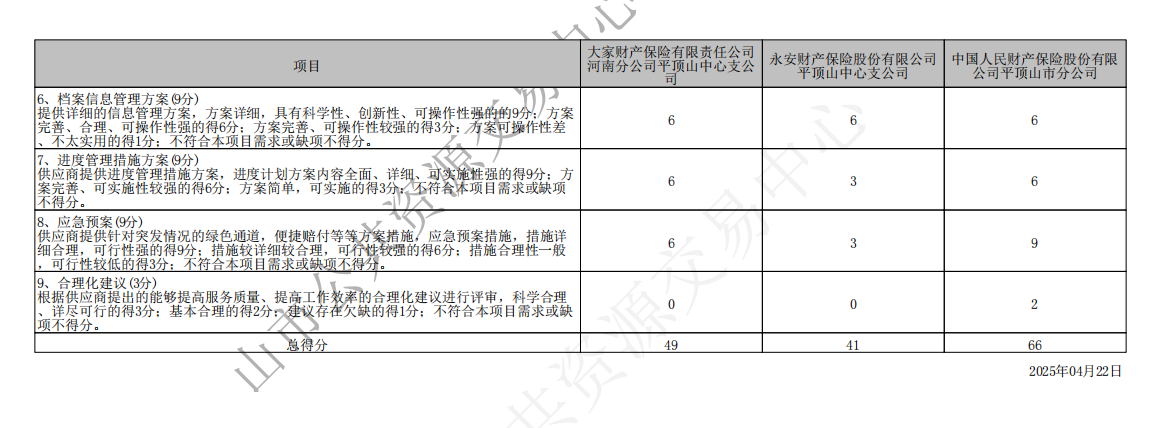 项目
大家财产保险有限责任公司
河南分公司平顶山中心支公
司
永安财产保险股份有限公司
平顶山中心支公司
中国人民财产保险股份有限
公司平顶山市分公司
6、档案信息管理方案(9分)
提供详细的信息管理方案，方案详细，具有科学性、创新性、可操作性强的的9分；方案
完善、合理、可操作性强的得6分；方案完善、可操作性较强的得3分；方案可操作性差
、不太实用的得1分；不符合本项目需求或缺项不得分。
6
6
6
7、进度管理措施方案(9分)
供应商提供进度管理措施方案，进度计划方案内容全面、详细、可实施性强的得9分；方
案完善、可实施性较强的得6分；方案简单，可实施的得3分；不符合本项目需求或缺项
不得分。
6
3
6
8、应急预案(9分)
供应商提供针对突发情况的绿色通道，便捷赔付等等方案措施，应急预案措施，措施详
细合理，可行性强的得9分；措施较详细较合理，可行性较强的得6分；措施合理性一般
，可行性较低的得3分；不符合本项目需求或缺项不得分。
6
3
9
9、合理化建议(3分)
根据供应商提出的能够提高服务质量、提高工作效率的合理化建议进行评审，科学合理
、详尽可行的得3分；基本合理的得2分；建议存在欠缺的得1分；不符合本项目需求或缺
项不得分。
0
0
2
总得分
49
41
66
2025年04月22日
山市公共资源交易中心
共资源交易中心